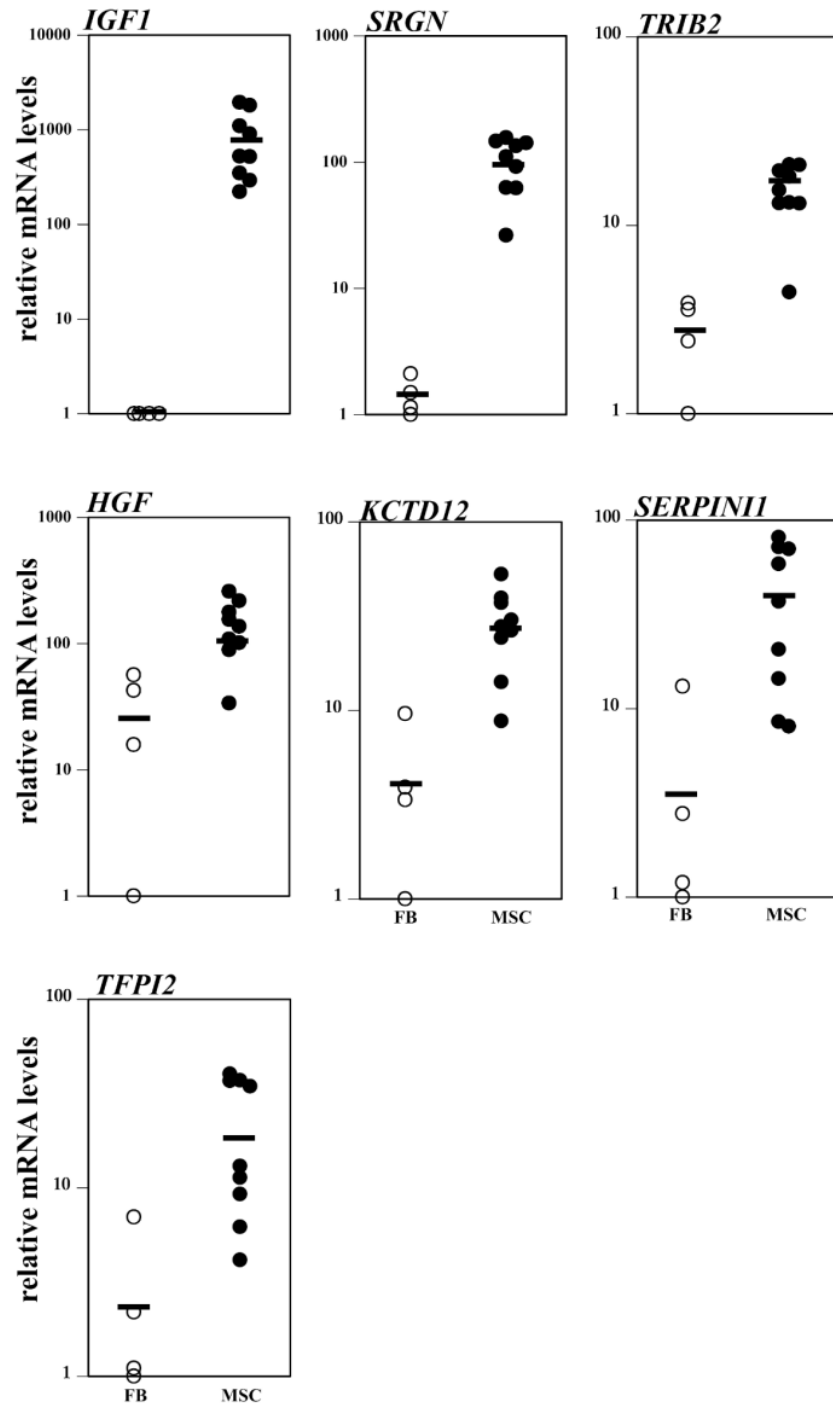 IGF1
SRGN
TRIB2
relative mRNA levels
10000
1000
100
10
1
1000
100
10
1
100
10
1
HGF
KCTD12
SERPINI1
relative mRNA levels
1000
100
10
1
100
10
1
FB MSC
100
10
1
FB MSC
TFPI2
relative mRNA levels
100
10
1
FB MSC